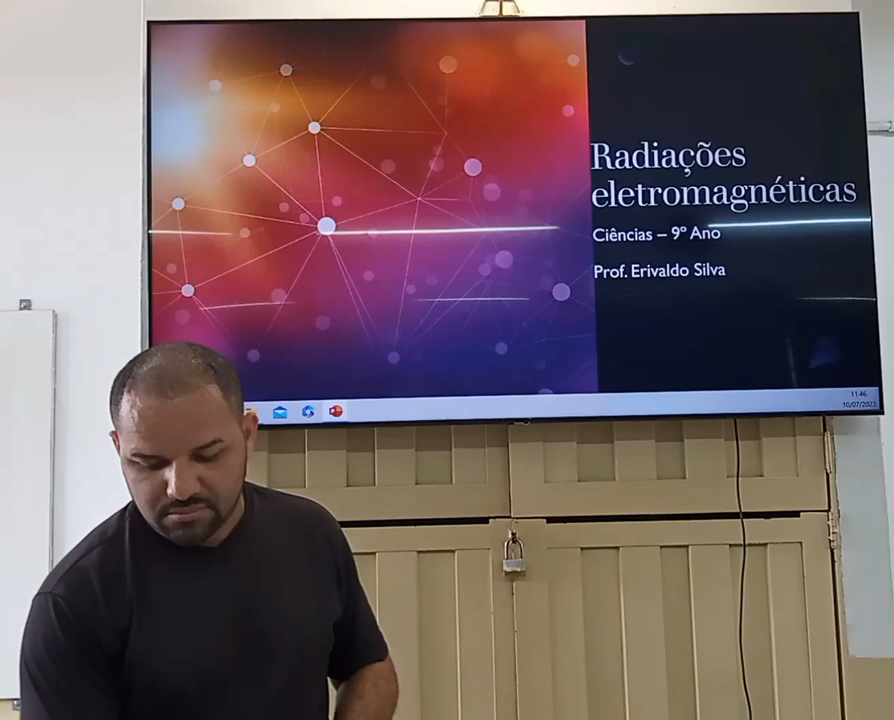 Radiações
eletromagnéticas
Ciências – 9º Ano
Prof. Erivaldo Silva
11:46
10/07/2023